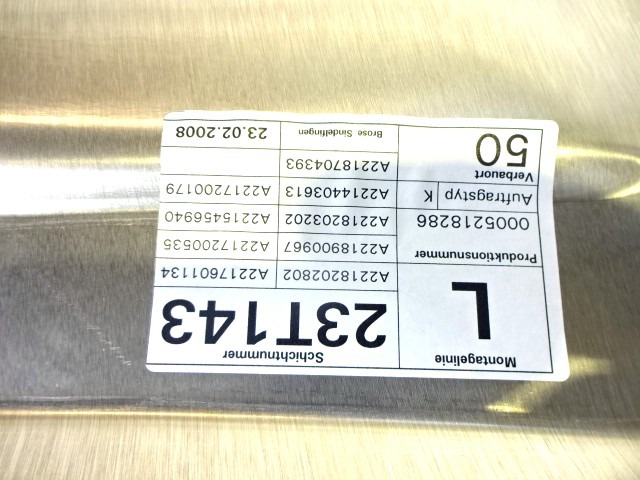 Montagelinie
L
Schichtnummer
23T143
Produktionsnummer
0005218286
Auftragstyp K
Verbauort
50
A2218202802 A2217601134
A2218900967 A2217200535
A2218203202 A2215456940
A2214403613 A2217200179
A2218704393
Brose Sindelfingen 23.02.2008